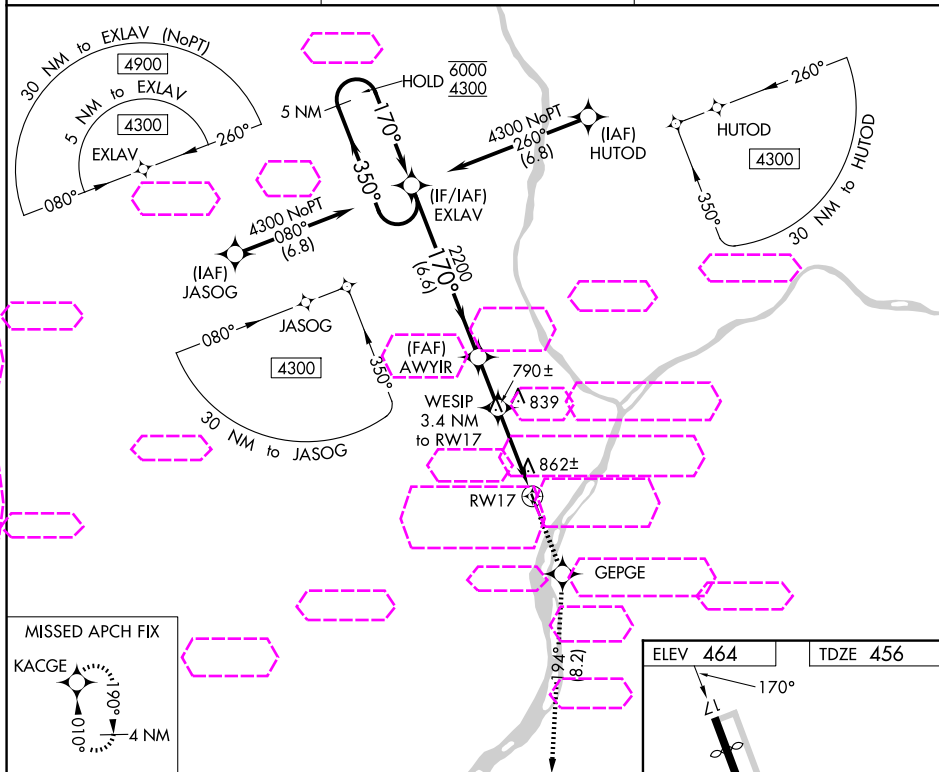 30 NM to EXLAV (NoPT)
4900
5 NM to EXLAV
4300
EXLAV
260°
080°
HOLD
6000
4300
5 NM
170°
350°
(IF/IAF)
EXLAV
4300 NoPT
260°
(6.8)
(IAF)
HUTOD
260°
HUTOD
4300
350°
30 NM to HUTOD
4300 NoPT
080°
(6.8)
(IAF)
JASOG
2200
170°
(6.6)
080°
JASOG
4300
350°
30 NM to JASOG
(FAF)
AWYIR
790±
WESIP
3.4 NM
to RW17
839
862±
RW17
GEPGE
194°
(8.2)
MISSED APCH FIX
KACGE
190°
010°
4 NM
ELEV 464
TDZE 456
170°
17